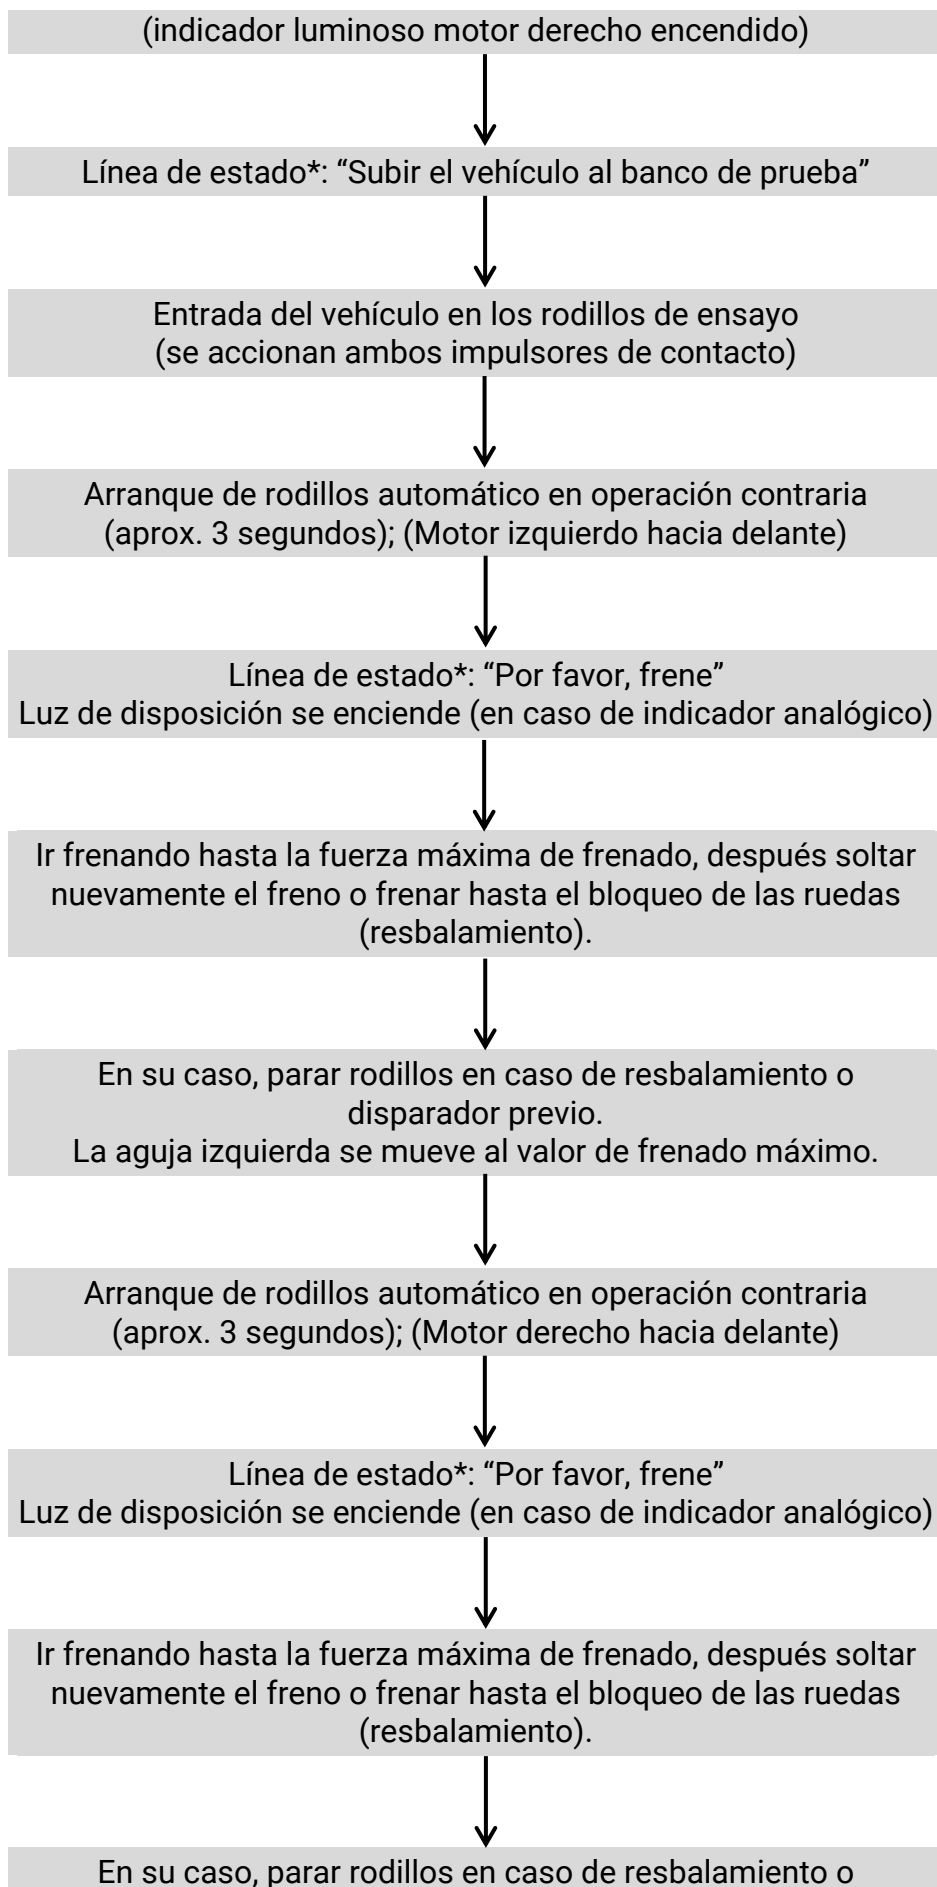 (indicador luminoso motor derecho encendido)
Línea de estado*: “Subir el vehículo al banco de prueba”
Entrada del vehículo en los rodillos de ensayo
(se accionan ambos impulsores de contacto)
Arranque de rodillos automático en operación contraria
(aprox. 3 segundos); (Motor izquierdo hacia delante)
Línea de estado*: “Por favor, frene”
Luz de disposición se enciende (en caso de indicador analógico)
Ir frenando hasta la fuerza máxima de frenado, después soltar
nuevamente el freno o frenar hasta el bloqueo de las ruedas
(resbalamiento).
En su caso, parar rodillos en caso de resbalamiento o
disparador previo.
La aguja izquierda se mueve al valor de frenado máximo.
Arranque de rodillos automático en operación contraria
(aprox. 3 segundos); (Motor derecho hacia delante)
Línea de estado*: “Por favor, frene”
Luz de disposición se enciende (en caso de indicador analógico)
Ir frenando hasta la fuerza máxima de frenado, después soltar
nuevamente el freno o frenar hasta el bloqueo de las ruedas
(resbalamiento).
En su caso, parar rodillos en caso de resbalamiento o